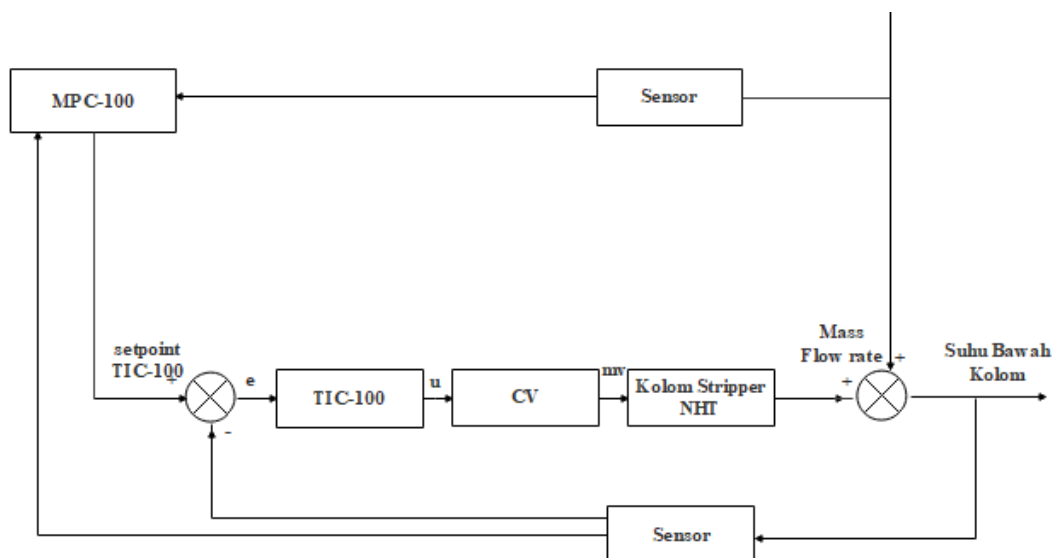 MPC-100
Sensor
setpoint
TIC-100
+
-
e
TIC-100
u
CV
mv
Kolom Stripper
NHT
Mass
Flow rate
+
+
Suhu Bawah
Kolom
Sensor